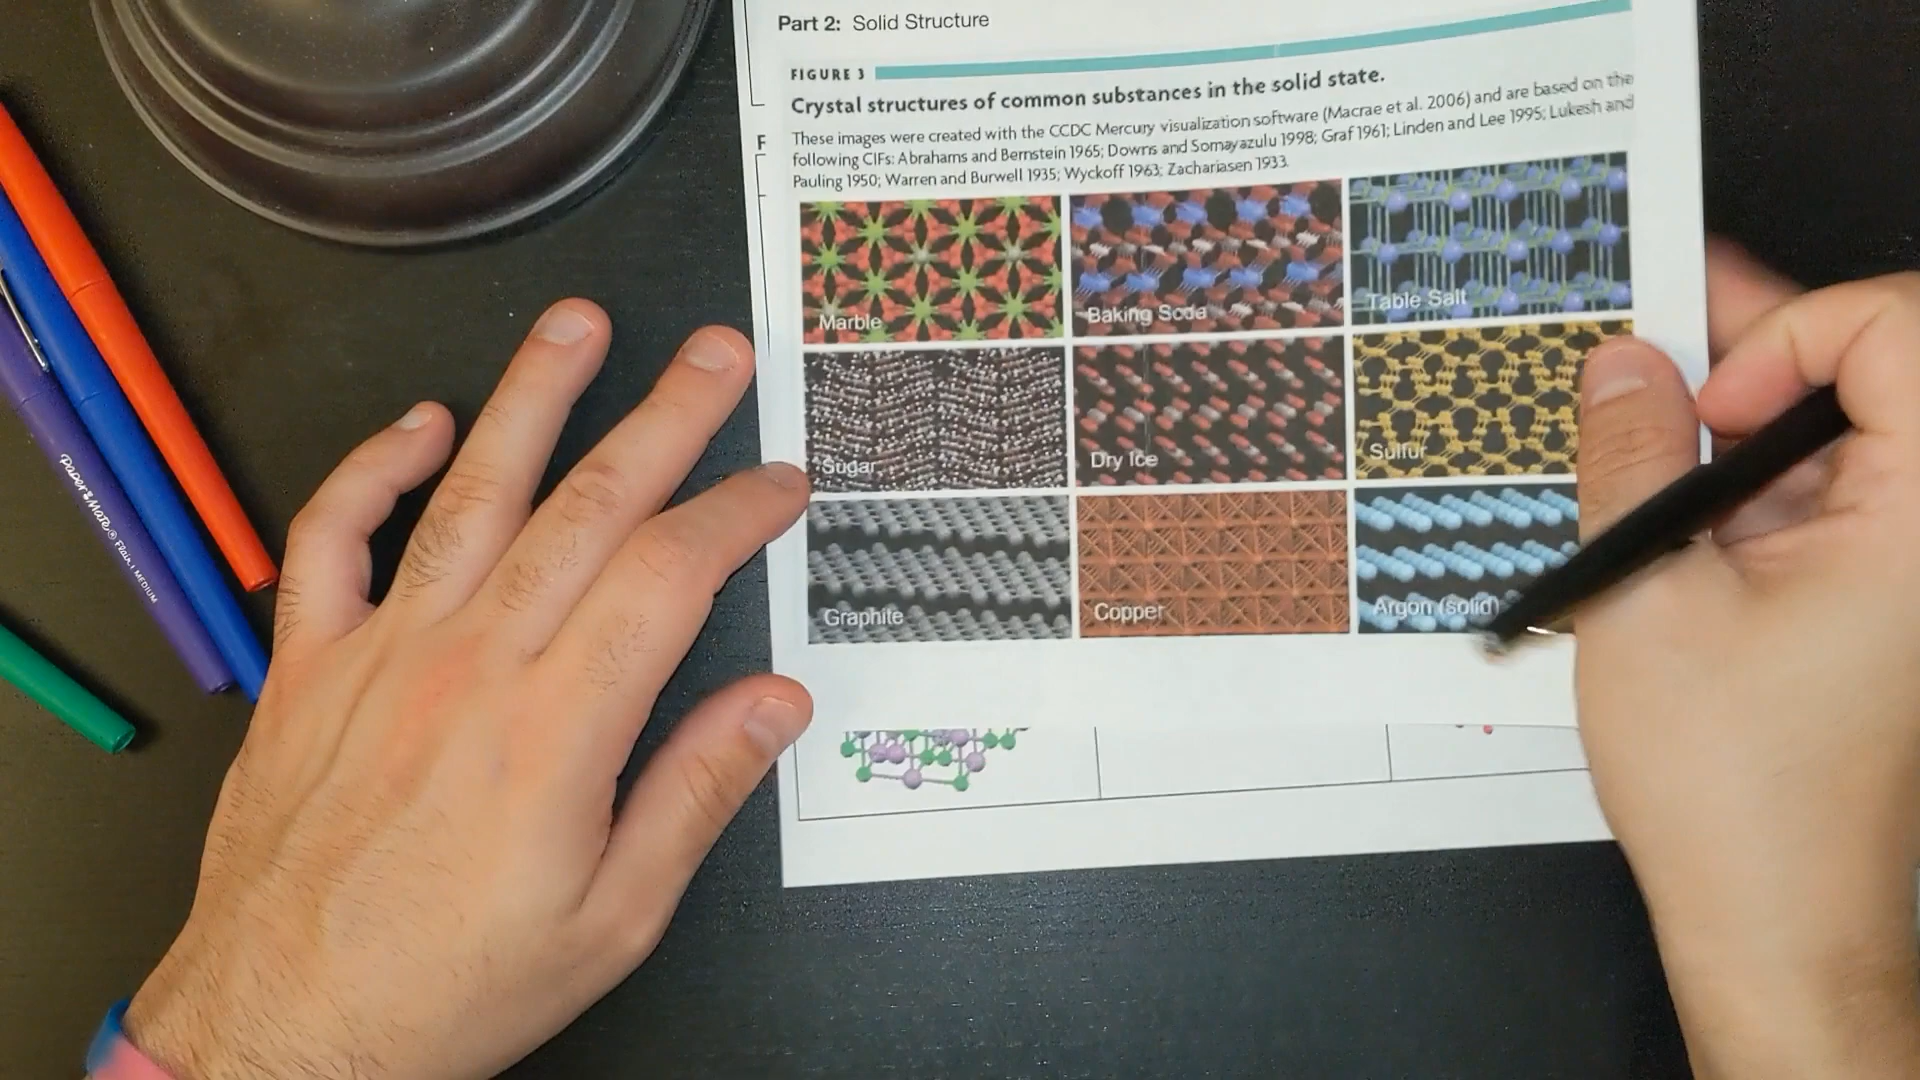 Part 2: Solid Structure
FIGURE 3
Crystal structures of common substances in the solid state.
These images were created with the CCDC Mercury visualization software (Macrae et al. 2006) and are based on the
following CIFs: Abrahams and Bernstein 1965; Downs and Somayazulu 1998; Graf 1961; Linden and Lee 1995; Lukesh and
Pauling 1950; Warren and Burwell 1935; Wyckoff 1963; Zachariasen 1933.
F
Marble
Baking Soda
Table Salt
Sugar
Dry Ice
Sulfur
Graphite
Copper
Argon (solid)
Paper Mate® Flair MEDIUM